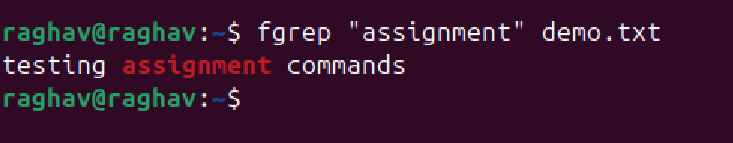 raghav@raghav:~$ fgrep "assignment" demo.txt
testing assignment commands
raghav@raghav:~$